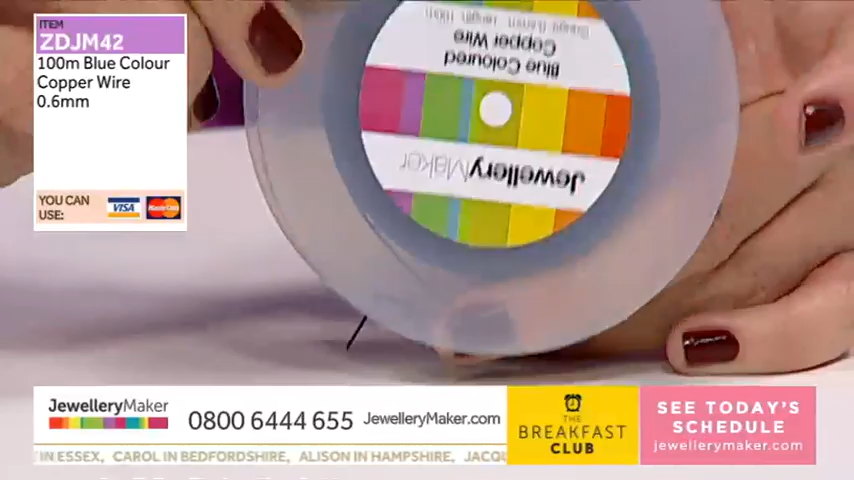 ITEM
ZDJM42
100m Blue Colour
Copper Wire
0.6mm
YOU CAN
USE:
VISA
MasterCard
Blue Coloured
Copper Wire
JewelleryMaker
JewelleryMaker
0800 6444 655
JewelleryMaker.com
THE
BREAKFAST
CLUB
SEE TODAY'S
SCHEDULE
jewellerymaker.com
IN ESSEX, CAROL IN BEDFORDSHIRE, ALISON IN HAMPSHIRE,